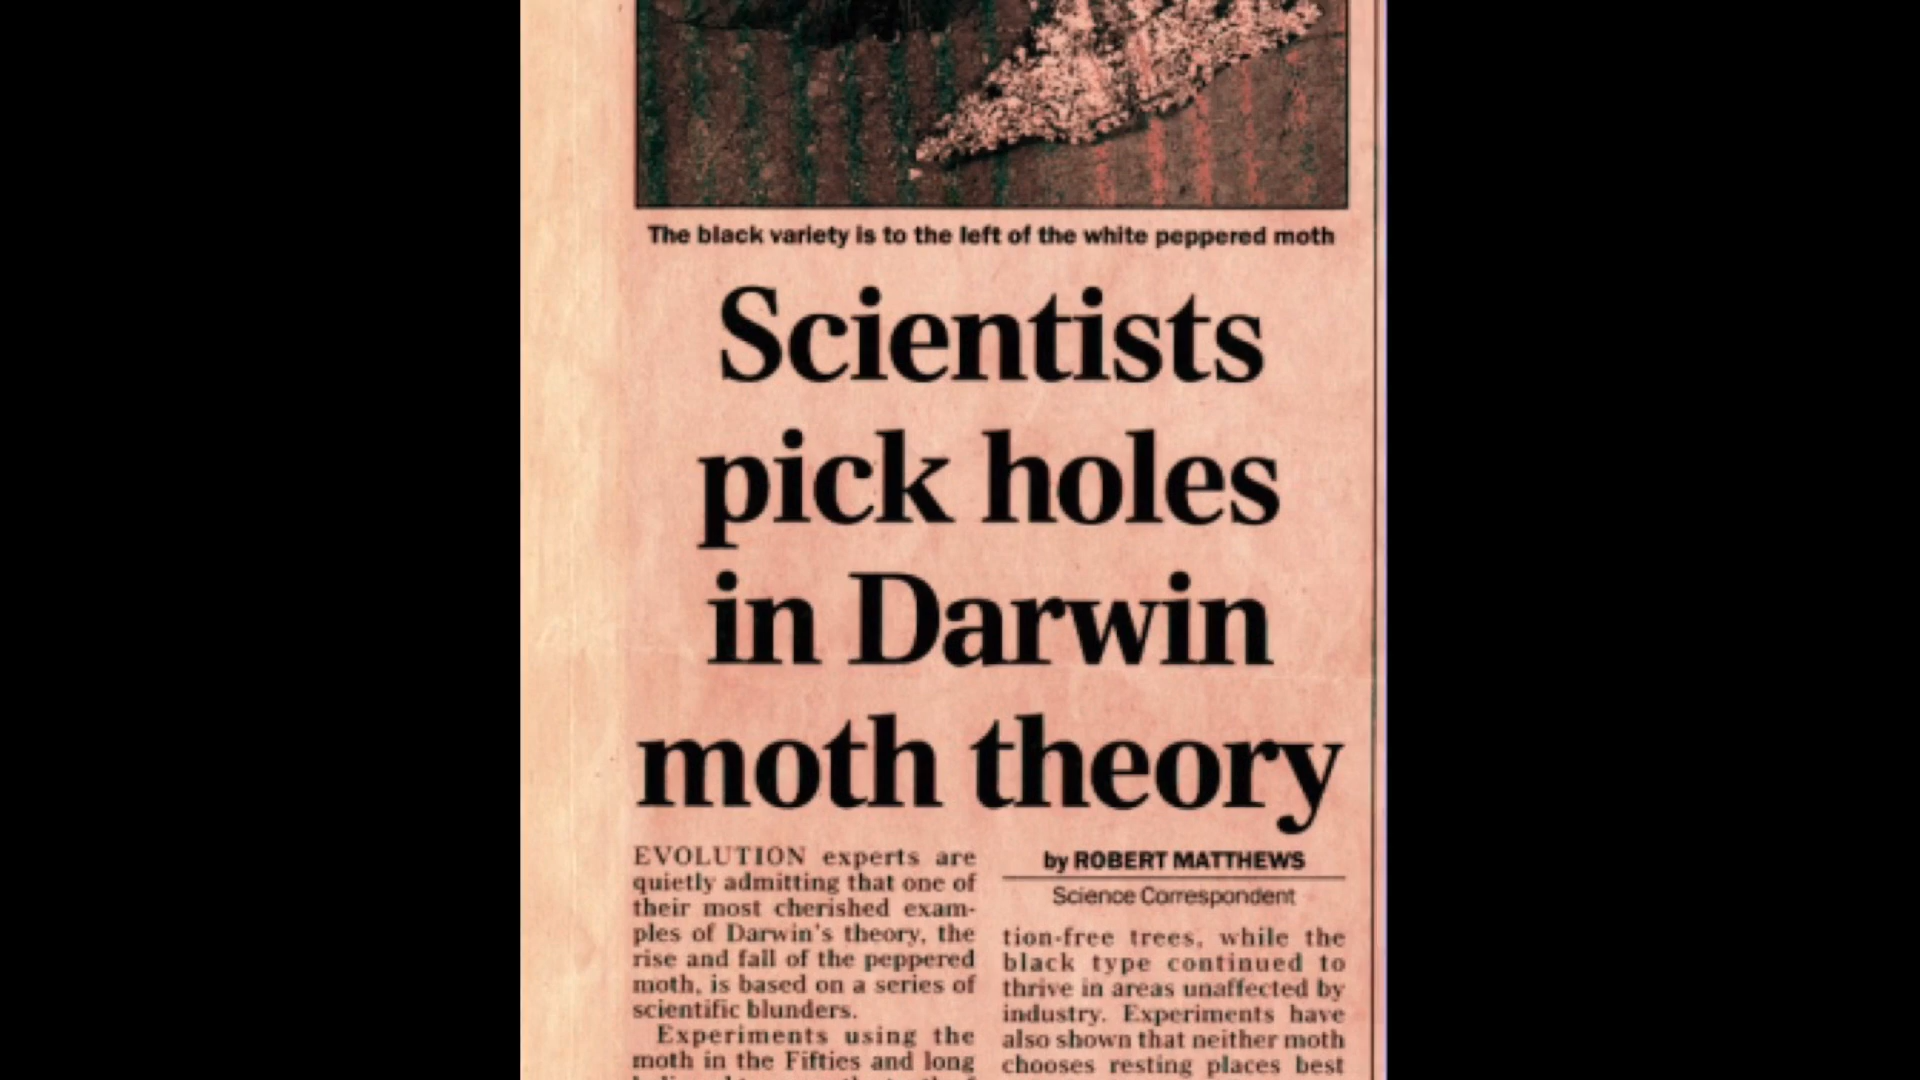 The black variety is to the left of the white peppered moth
Scientists
pick holes
in Darwin
moth theory
EVOLUTION experts are
quietly admitting that one of
their most cherished exam-
ples of Darwin's theory, the
rise and fall of the peppered
moth, is based on a series of
scientific blunders.
Experiments using the
moth in the Fifties and long
by ROBERT MATTHEWS
Science Correspondent
tion-free trees, while the
black type continued to
thrive in areas unaffected by
industry. Experiments have
also shown that neither moth
chooses resting places best